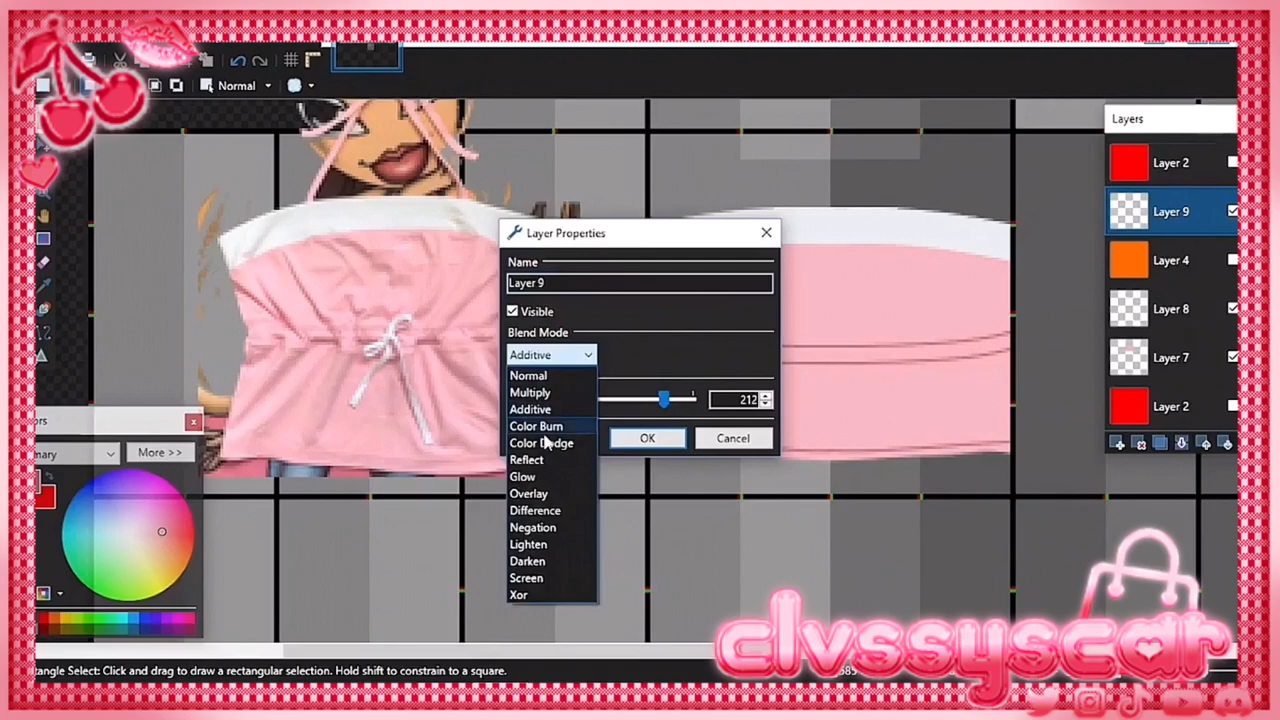 Normal
Layers
Layer 2
Layer 9
Layer 4
Layer 8
Layer 7
Layer 2
Layer Properties
Name
Layer 9
Visible
Blend Mode
Additive
Normal
Multiply
Additive
Color Burn
Color Dodge
Reflect
Glow
Overlay
Difference
Negation
Lighten
Darken
Screen
Xor
212
OK
Cancel
More >>
Select: Click and drag to draw a rectangular selection. Hold shift to constrain to a square.
clvssyscar